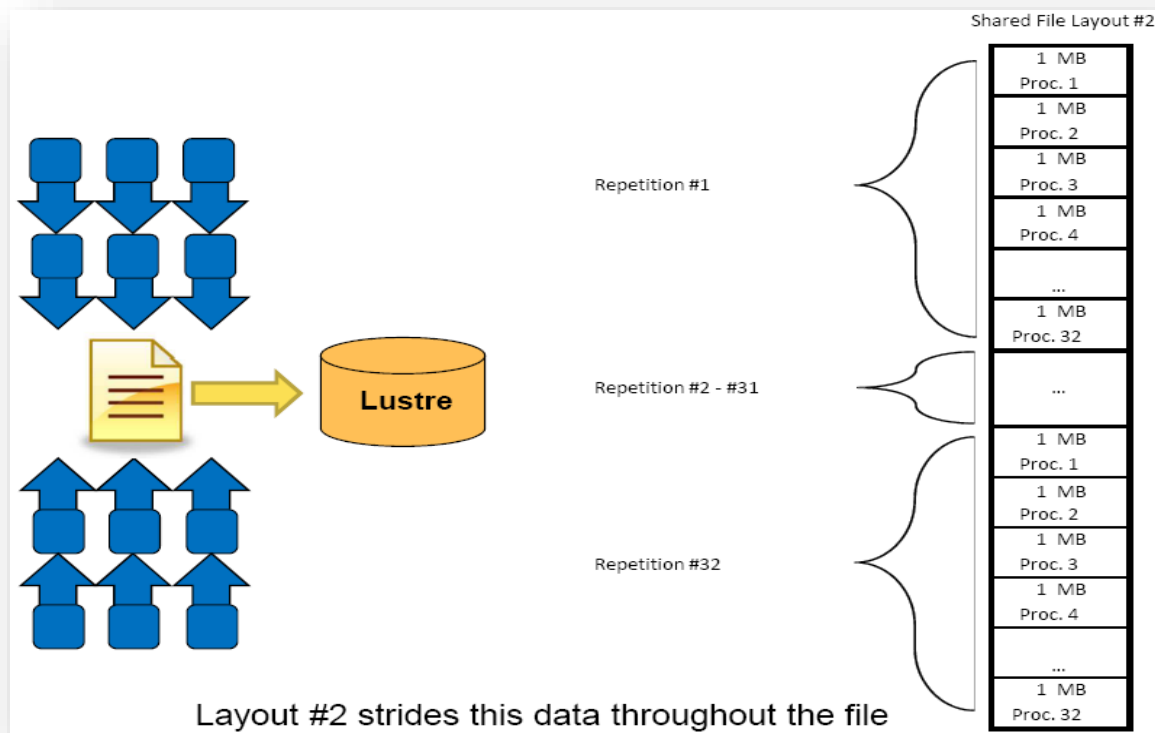 Shared File Layout #2
1 MB
Proc. 1
1 MB
Proc. 2
1 MB
Proc. 3
1 MB
Proc. 4
...
1 MB
Proc. 32
Repetition #1
Lustre
Repetition #2 - #31
...
1 MB
Proc. 1
1 MB
Proc. 2
1 MB
Proc. 3
1 MB
Proc. 4
...
1 MB
Proc. 32
Repetition #32
Layout #2 strides this data throughout the file